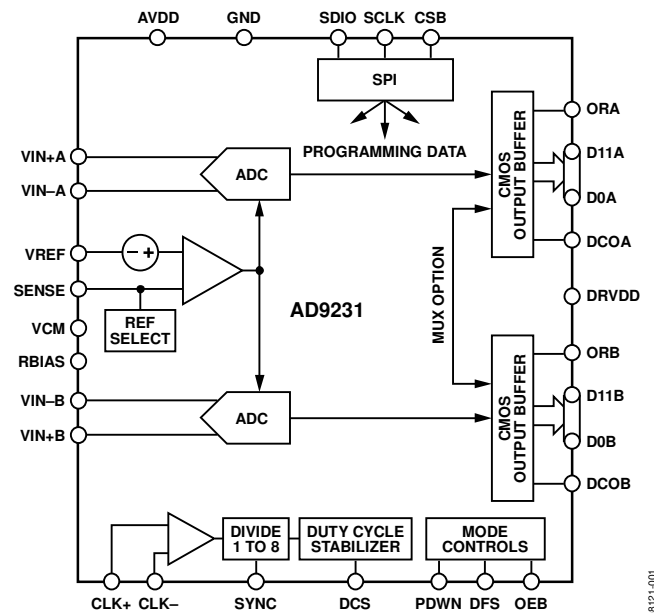 AVDD
GND
SDIO SCLK CSB
SPI
PROGRAMMING DATA
ORA
D11A
D0A
DCOA
CMOS
OUTPUT BUFFER
VIN+A
VIN–A
ADC
VREF
– +
SENSE
REF
SELECT
AD9231
MUX OPTION
DRVDD
VCM
RBIAS
VIN–B
VIN+B
ADC
CMOS
OUTPUT BUFFER
ORB
D11B
D0B
DCOB
DIVIDE
1 TO 8
DUTY CYCLE
STABILIZER
MODE
CONTROLS
CLK+ CLK–
SYNC
DCS
PDWN DFS OEB
8121-001